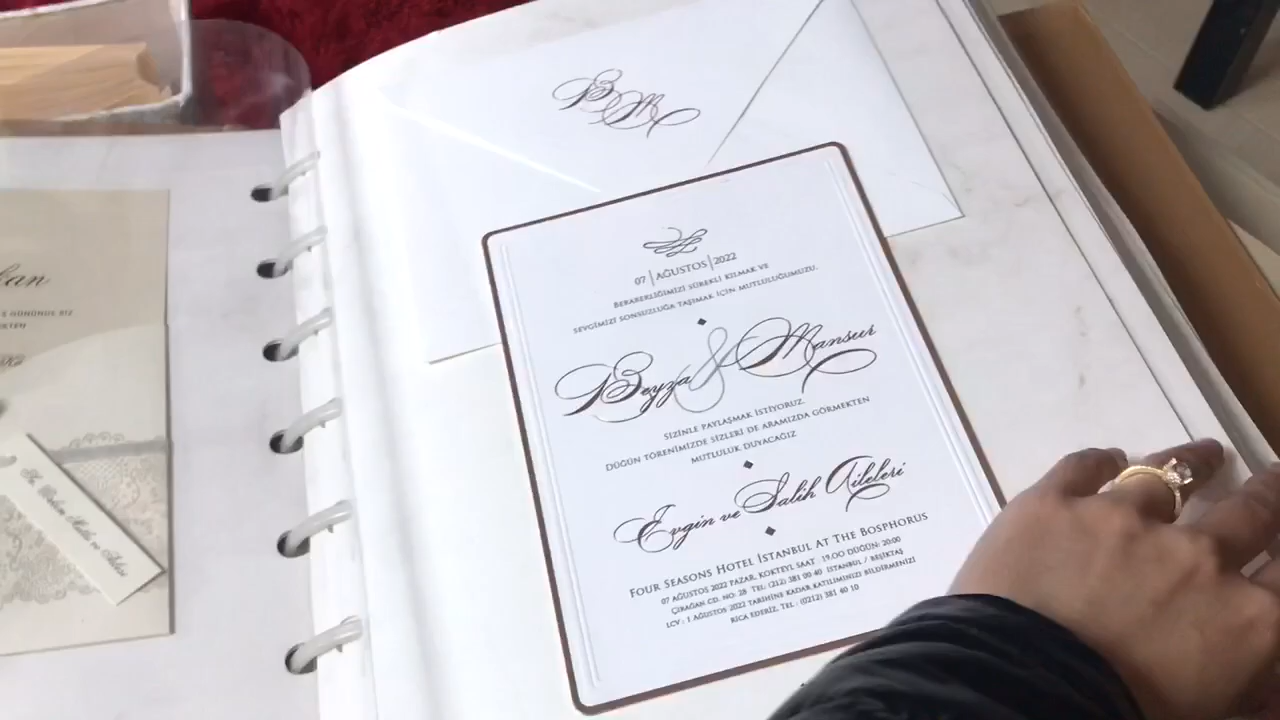 han
B & M
07 | AĞUSTOS | 2022
BERABERLİĞİMİZİ SÜREKLİ KILMAK VE
SEVGİMİZİ SONSUZLUĞA TAŞIMAK İÇİN MUTLULUĞUMUZU,
Beyza & Mansur
SİZİNLE PAYLAŞMAK İSTİYORUZ.
DÜĞÜN TÖRENİMİZDE SİZLERİ DE ARAMIZDA GÖRMEKTEN
MUTLULUK DUYACAĞIZ
Evgin ve Salih Aileleri
FOUR SEASONS HOTEL İSTANBUL AT THE BOSPHORUS
07 AĞUSTOS 2022 PAZAR, KOKTEYL SAAT 19.00 DÜĞÜN: 20:00
ÇIRAĞAN CD. NO: 28 TEL: (212) 381 00 40 İSTANBUL / BEŞİKTAŞ
LCV : 1 AĞUSTOS 2022 TARİHİNE KADAR KATILIMINIZI BİLDİRMENİZİ
RİCA EDERİZ. TEL : (0212) 381 40 10